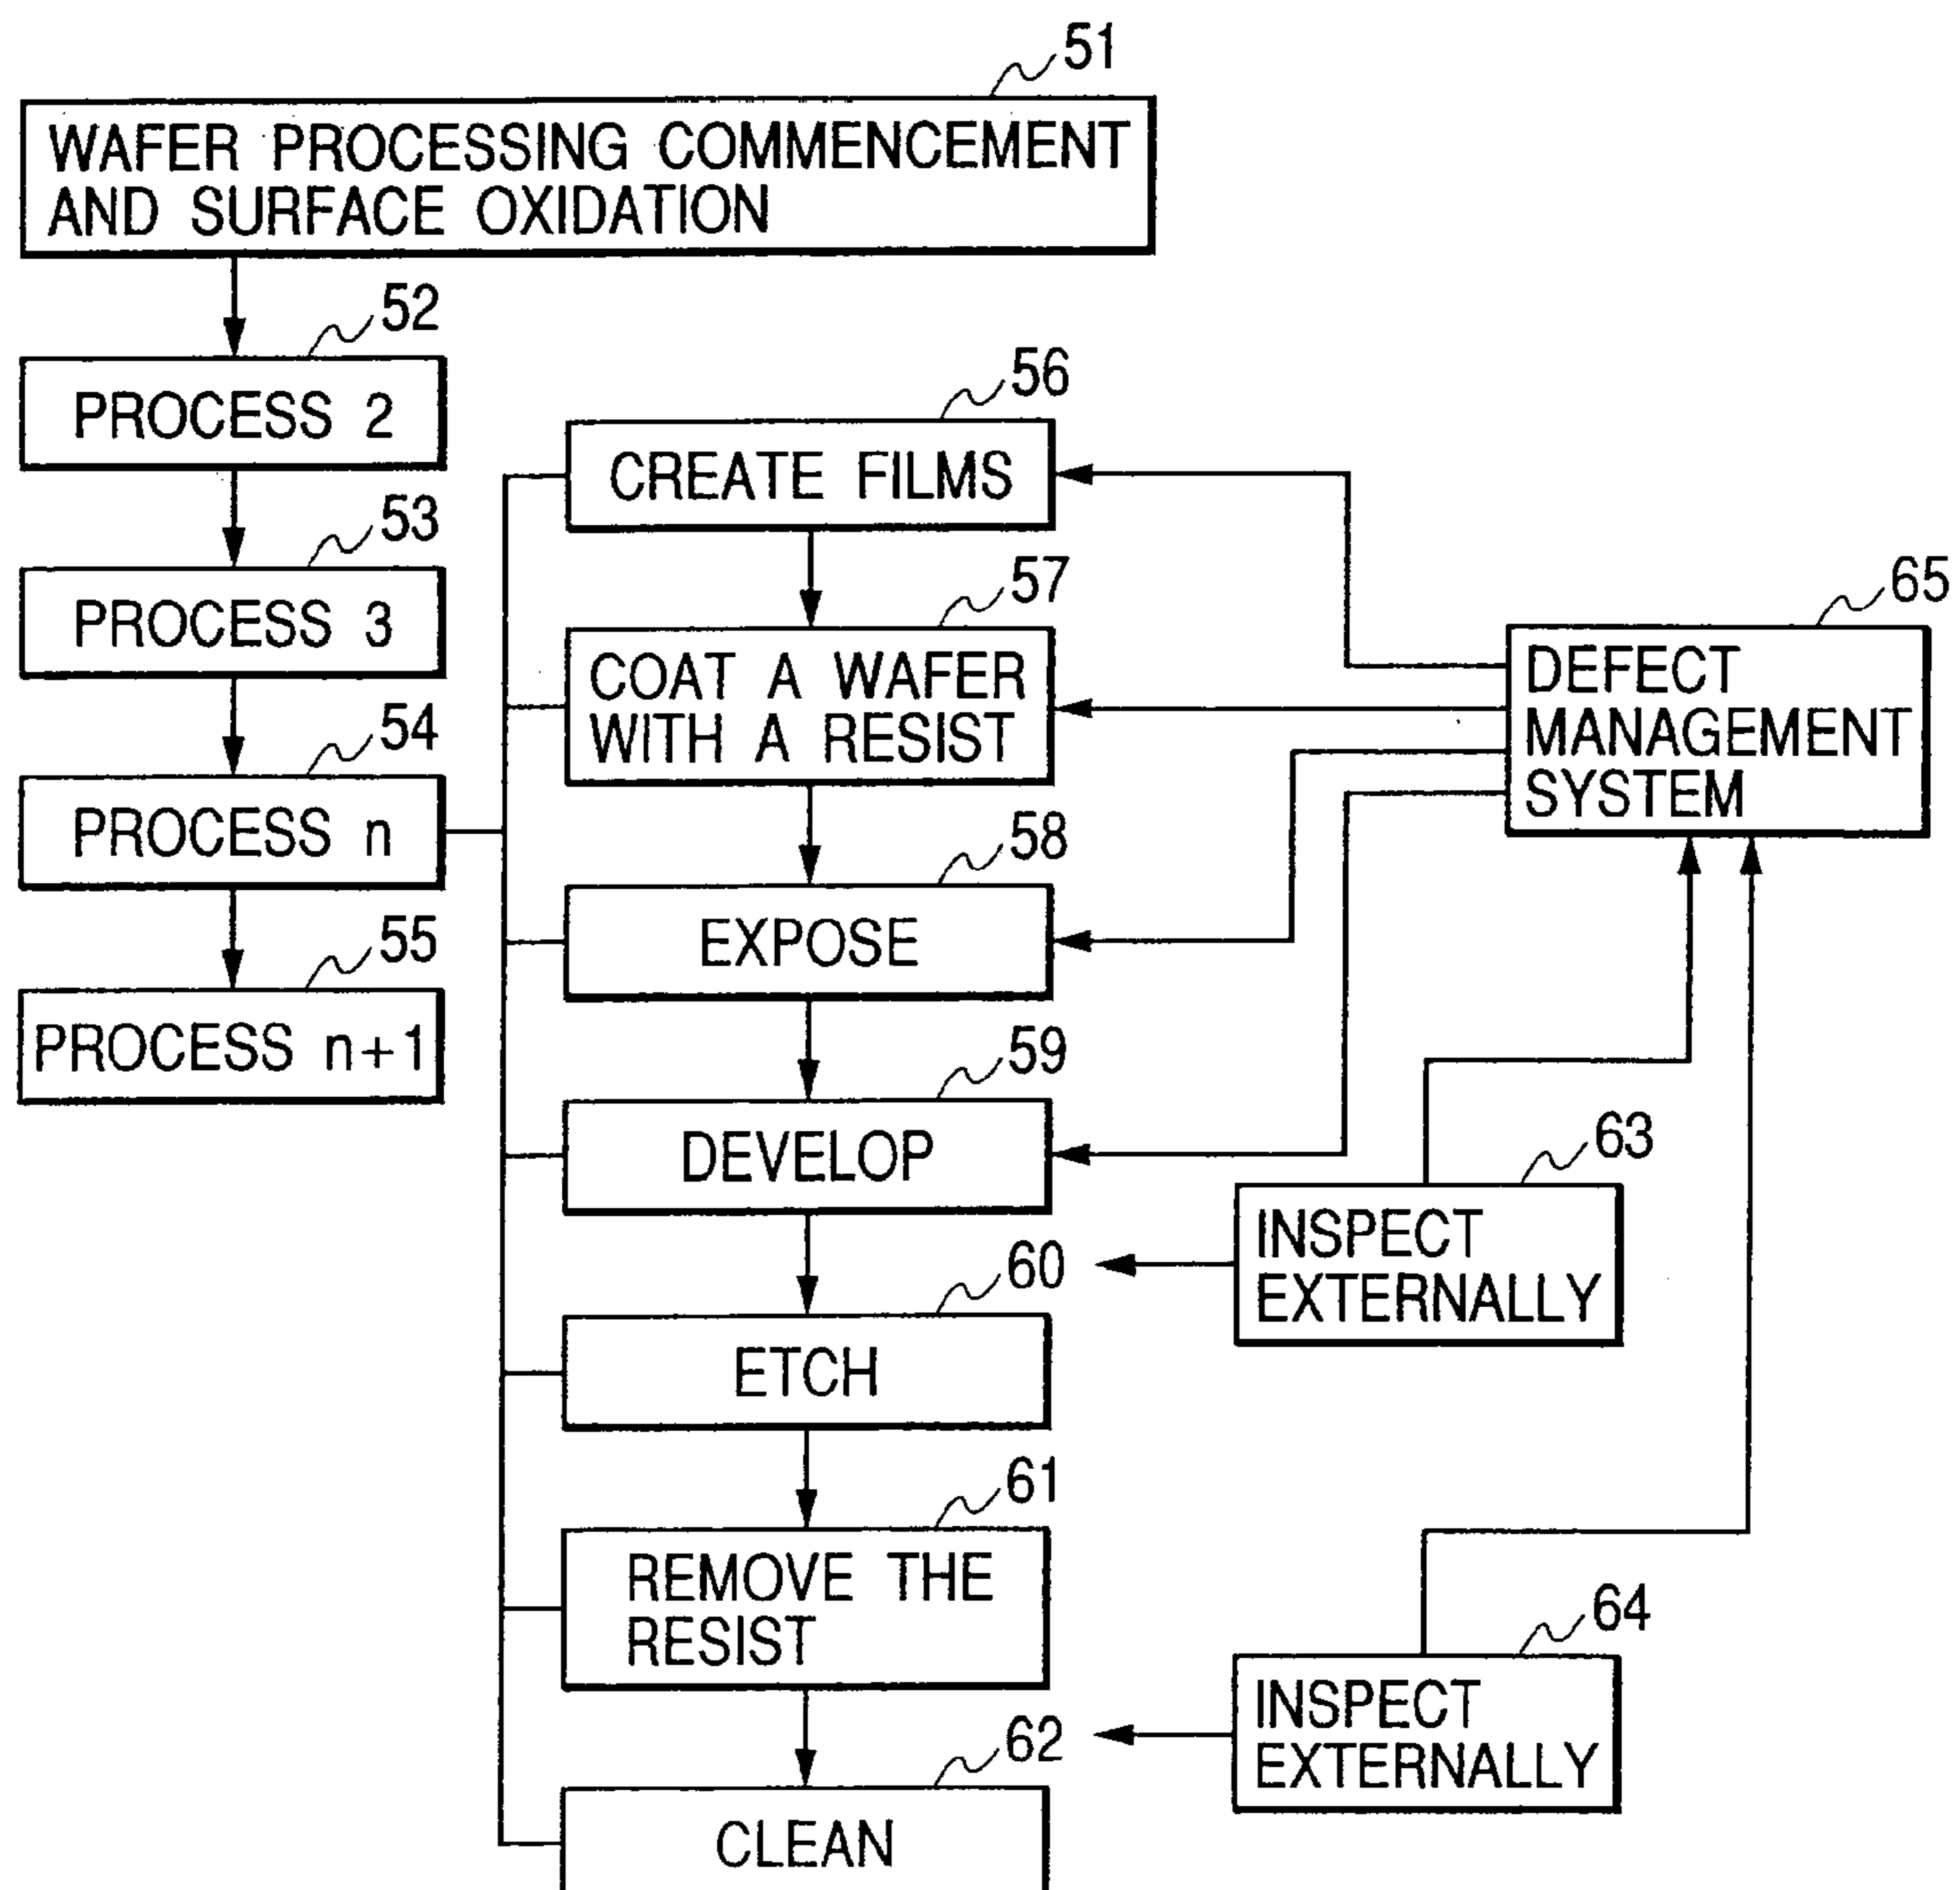 51
WAFER PROCESSING COMMENCEMENT
AND SURFACE OXIDATION
52
PROCESS 2
53
PROCESS 3
54
PROCESS n
55
PROCESS n+1
56
CREATE FILMS
57
COAT A WAFER
WITH A RESIST
58
EXPOSE
59
DEVELOP
60
ETCH
61
REMOVE THE
RESIST
62
CLEAN
65
DEFECT
MANAGEMENT
SYSTEM
63
INSPECT
EXTERNALLY
64
INSPECT
EXTERNALLY